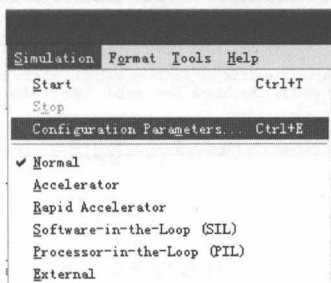 Simulation Format Tools Help
Start Ctrl+T
Stop
Configuration Parameters... Ctrl+E
Normal
Accelerator
Rapid Accelerator
Software-in-the-Loop (SIL)
Processor-in-the-Loop (PIL)
External